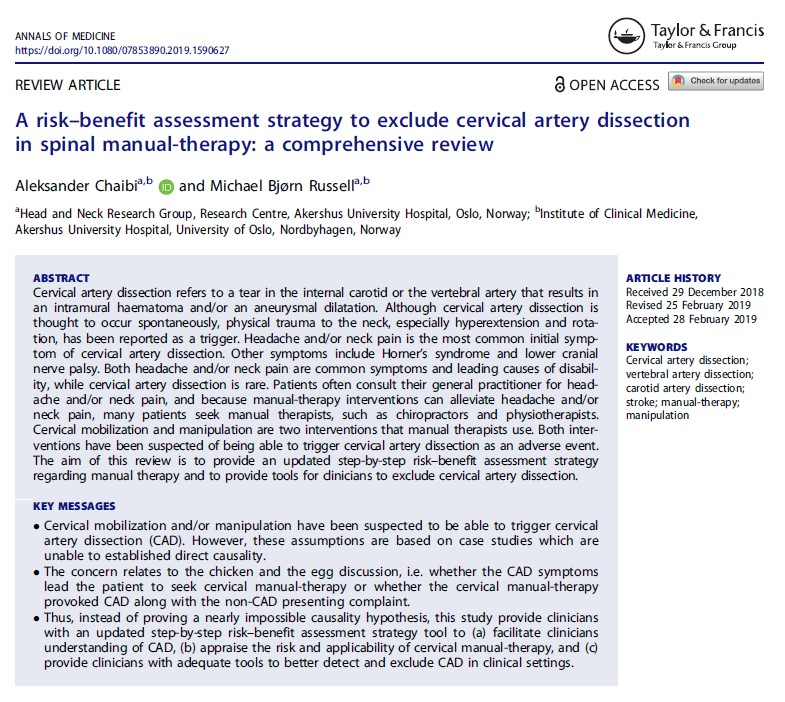 ANNALS OF MEDICINE
https://doi.org/10.1080/07853890.2019.1590627
Taylor & Francis
Taylor & Francis Group
REVIEW ARTICLE
OPEN ACCESS
Check for updates
A risk–benefit assessment strategy to exclude cervical artery dissection
in spinal manual-therapy: a comprehensive review
Aleksander Chaibia,b iD and Michael Bjørn Russella,b
aHead and Neck Research Group, Research Centre, Akershus University Hospital, Oslo, Norway; bInstitute of Clinical Medicine,
Akershus University Hospital, University of Oslo, Nordbyhagen, Norway
ABSTRACT
Cervical artery dissection refers to a tear in the internal carotid or the vertebral artery that results in
an intramural haematoma and/or an aneurysmal dilatation. Although cervical artery dissection is
thought to occur spontaneously, physical trauma to the neck, especially hyperextension and rota-
tion, has been reported as a trigger. Headache and/or neck pain is the most common initial symp-
tom of cervical artery dissection. Other symptoms include Horner's syndrome and lower cranial
nerve palsy. Both headache and/or neck pain are common symptoms and leading causes of disabil-
ity, while cervical artery dissection is rare. Patients often consult their general practitioner for head-
ache and/or neck pain, and because manual-therapy interventions can alleviate headache and/or
neck pain, many patients seek manual therapists, such as chiropractors and physiotherapists.
Cervical mobilization and manipulation are two interventions that manual therapists use. Both inter-
ventions have been suspected of being able to trigger cervical artery dissection as an adverse event.
The aim of this review is to provide an updated step-by-step risk–benefit assessment strategy
regarding manual therapy and to provide tools for clinicians to exclude cervical artery dissection.
KEY MESSAGES
• Cervical mobilization and/or manipulation have been suspected to be able to trigger cervical
artery dissection (CAD). However, these assumptions are based on case studies which are
unable to established direct causality.
• The concern relates to the chicken and the egg discussion, i.e. whether the CAD symptoms
lead the patient to seek cervical manual-therapy or whether the cervical manual-therapy
provoked CAD along with the non-CAD presenting complaint.
• Thus, instead of proving a nearly impossible causality hypothesis, this study provide clinicians
with an updated step-by-step risk–benefit assessment strategy tool to (a) facilitate clinicians
understanding of CAD, (b) appraise the risk and applicability of cervical manual-therapy, and (c)
provide clinicians with adequate tools to better detect and exclude CAD in clinical settings.
ARTICLE HISTORY
Received 29 December 2018
Revised 25 February 2019
Accepted 28 February 2019
KEYWORDS
Cervical artery dissection;
vertebral artery dissection;
carotid artery dissection;
stroke; manual-therapy;
manipulation